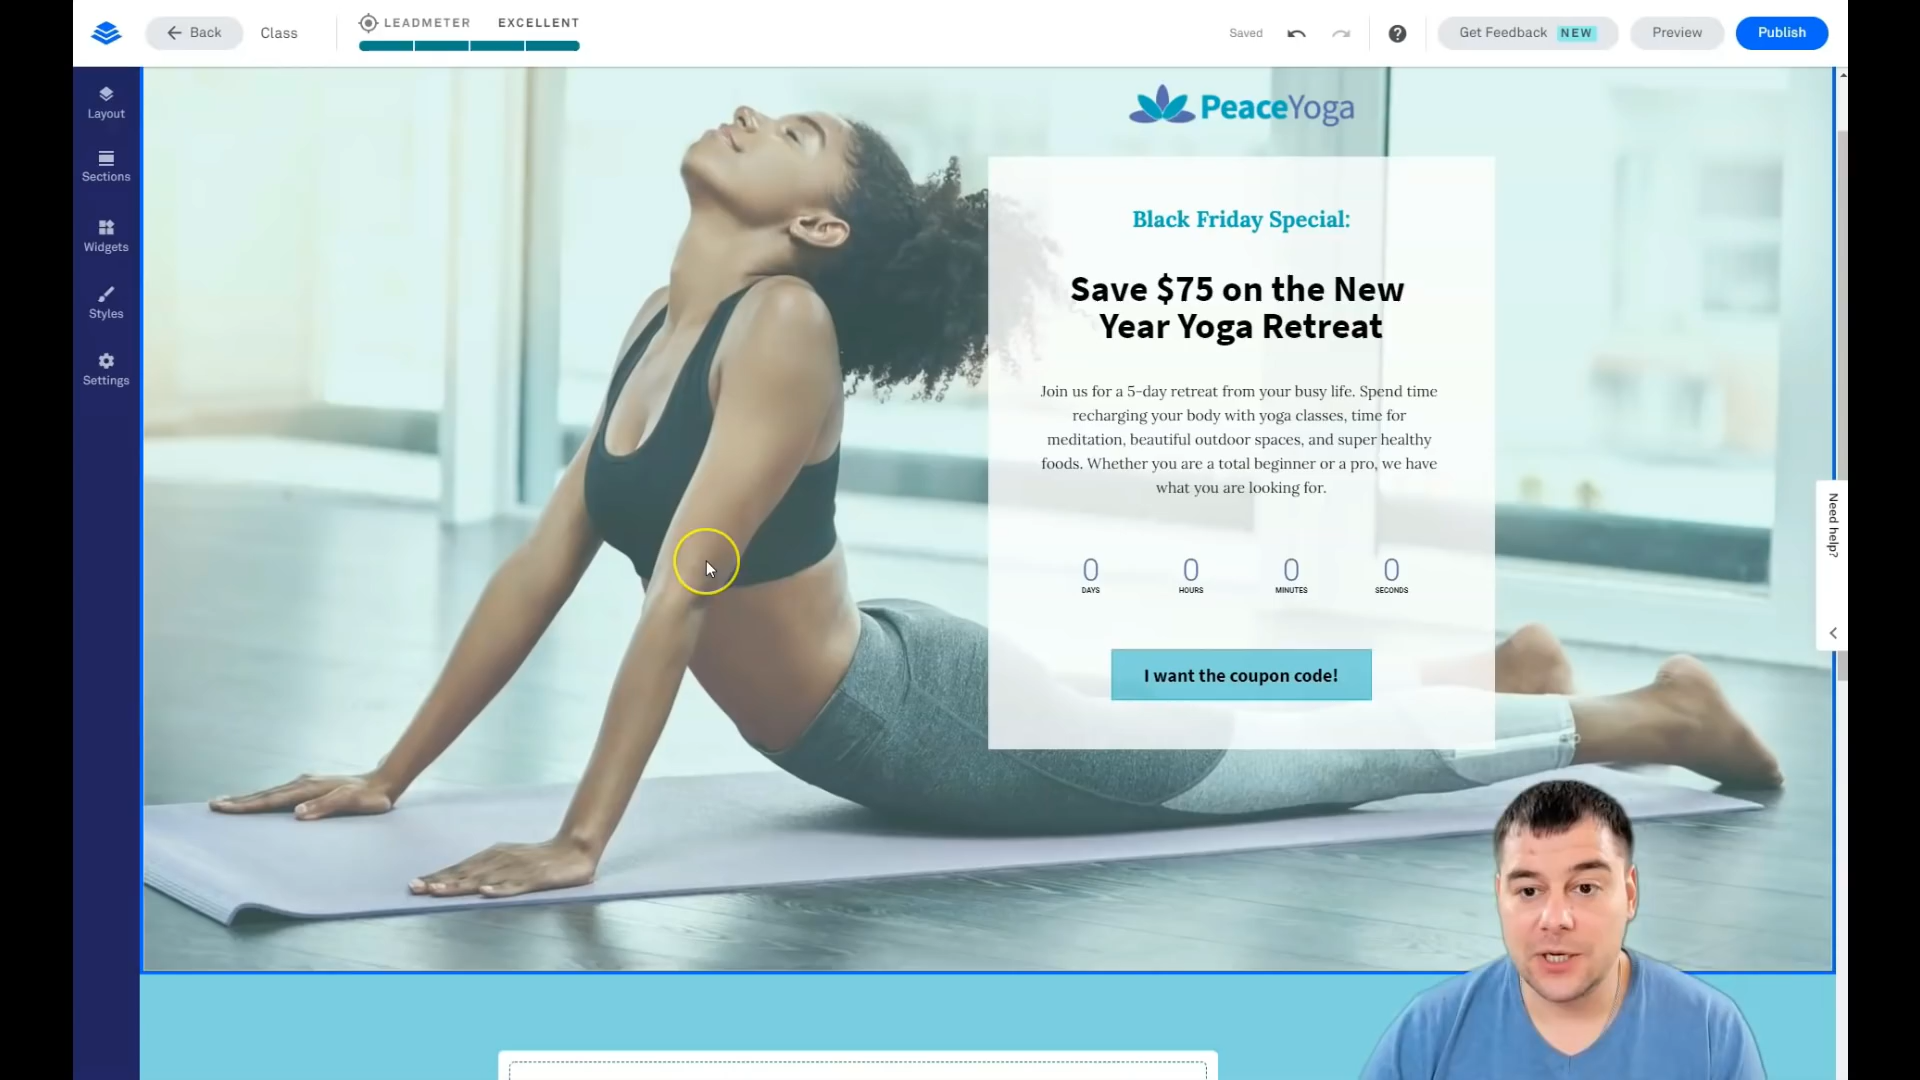 Back
Class
LEADMETER EXCELLENT
Saved
Get Feedback NEW
Preview
Publish
Layout
Sections
Widgets
Styles
Settings
PeaceYoga
Black Friday Special:
Save $75 on the New
Year Yoga Retreat
Join us for a 5-day retreat from your busy life. Spend time
recharging your body with yoga classes, time for
meditation, beautiful outdoor spaces, and super healthy
foods. Whether you are a total beginner or a pro, we have
what you are looking for.
0 0 0 0
DAYS HOURS MINUTES SECONDS
I want the coupon code!
Need help?